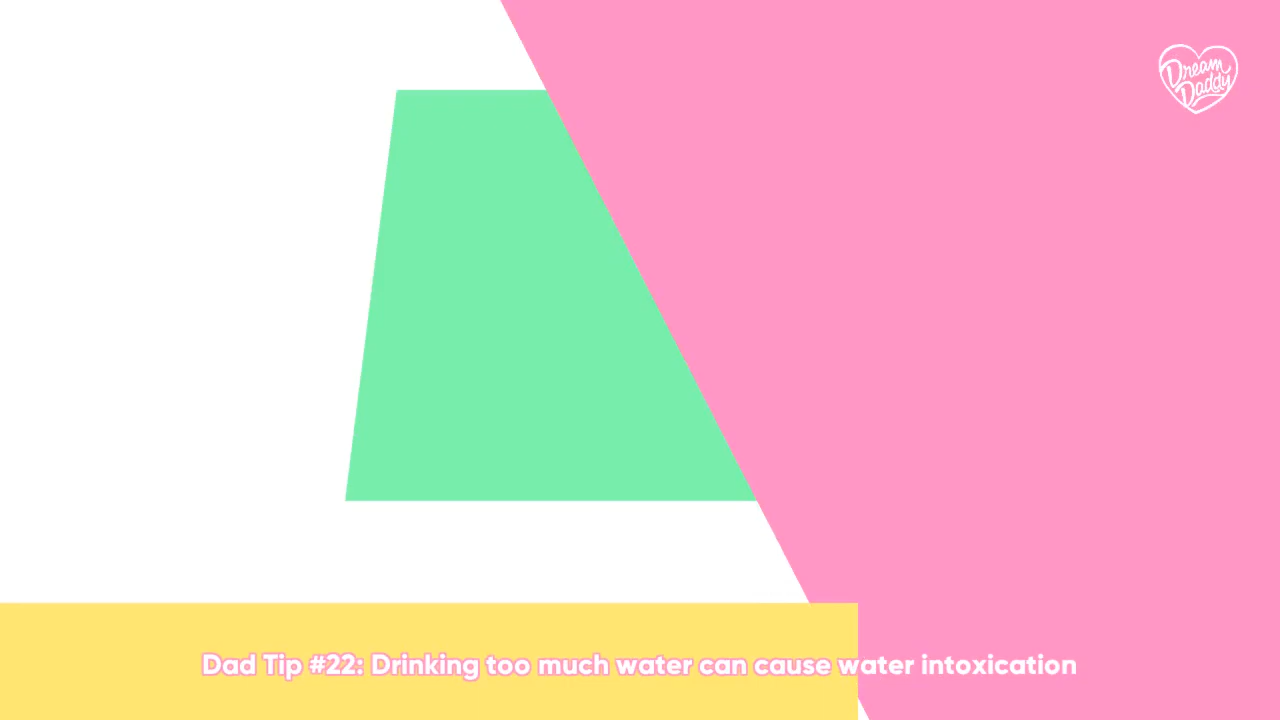 Dream
Daddy
Dad Tip #22: Drinking too much water can cause water intoxication